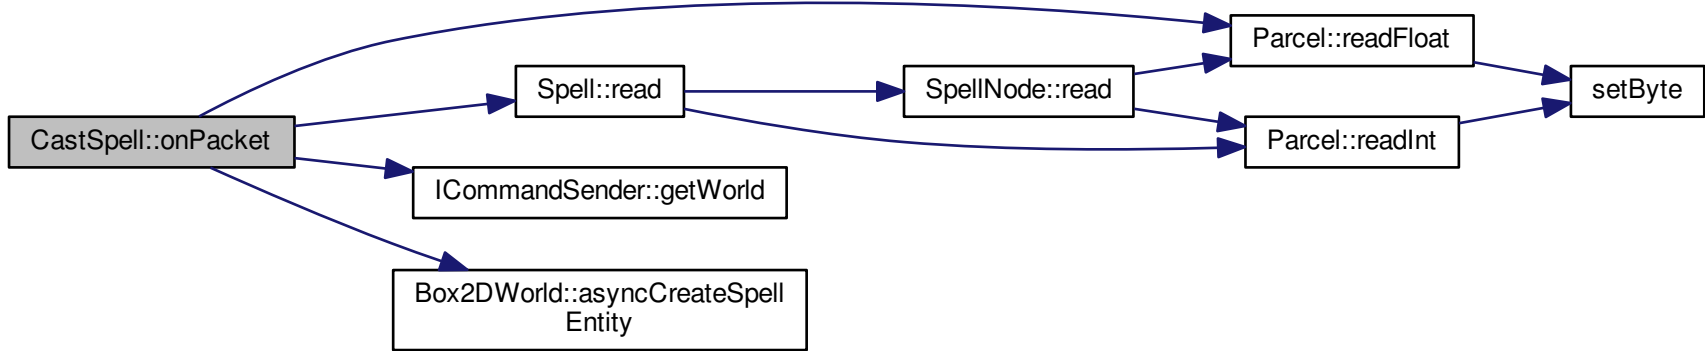 CastSpell::onPacket
Spell::read
ICommandSender::getWorld
Box2DWorld::asyncCreateSpell
Entity
SpellNode::read
Parcel::readFloat
Parcel::readInt
setByte